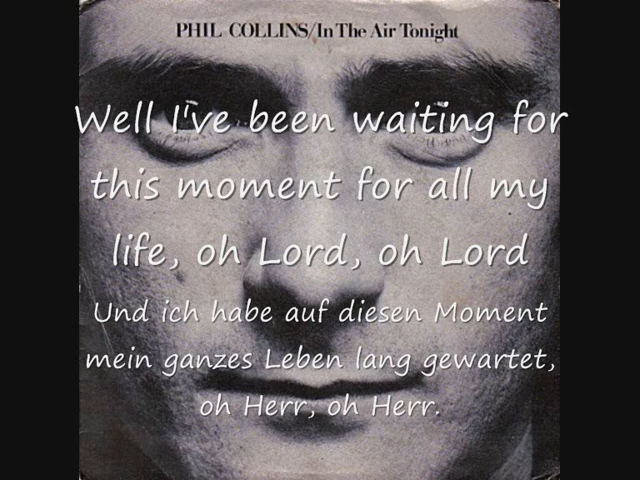 PHIL COLLINS/In The Air Tonight
Well I've been waiting for
this moment for all my
life, oh Lord, oh Lord
Und ich habe auf diesen Moment
mein ganzes Leben lang gewartet,
oh Herr, oh Herr.